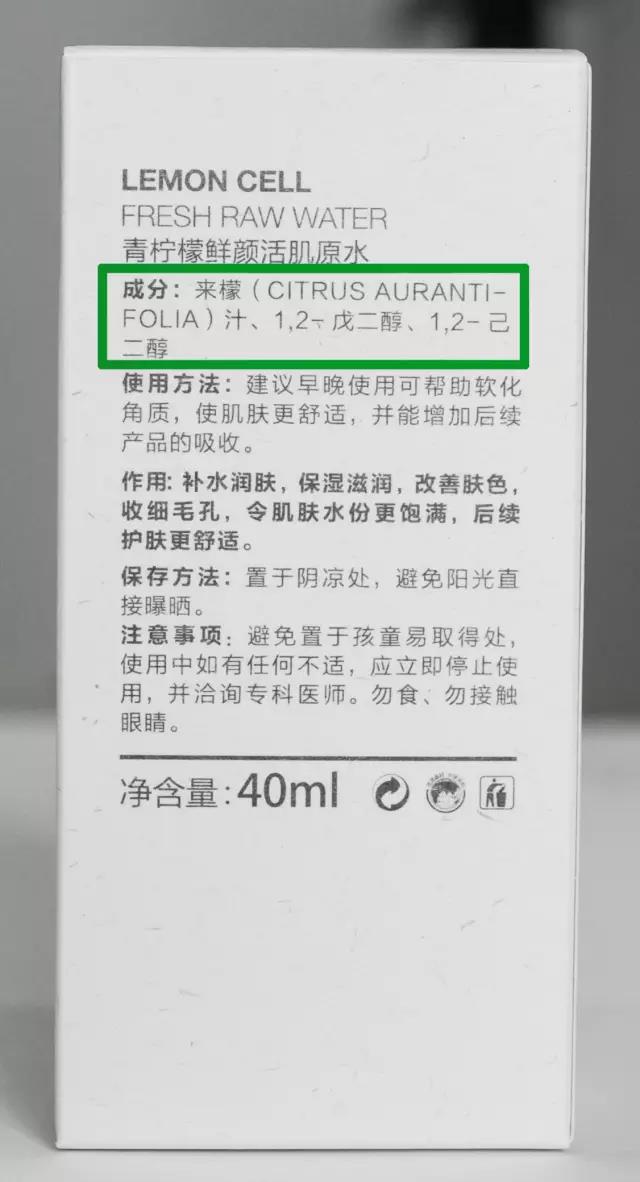 LEMON CELL
FRESH RAW WATER
青柠檬鲜颜活肌原水
成分：来檬（CITRUS AURANTI-
FOLIA）汁、1,2-戊二醇、1,2-己
二醇
使用方法：建议早晚使用可帮助软化
角质，使肌肤更舒适，并能增加后续
产品的吸收。
作用：补水润肤，保湿滋润，改善肤色，
收细毛孔，令肌肤水份更饱满，后续
护肤更舒适。
保存方法：置于阴凉处，避免阳光直
接曝晒。
注意事项：避免置于孩童易取得处，
使用中如有任何不适，应立即停止使
用，并洽询专科医师。勿食、勿接触
眼睛。
净含量：40ml